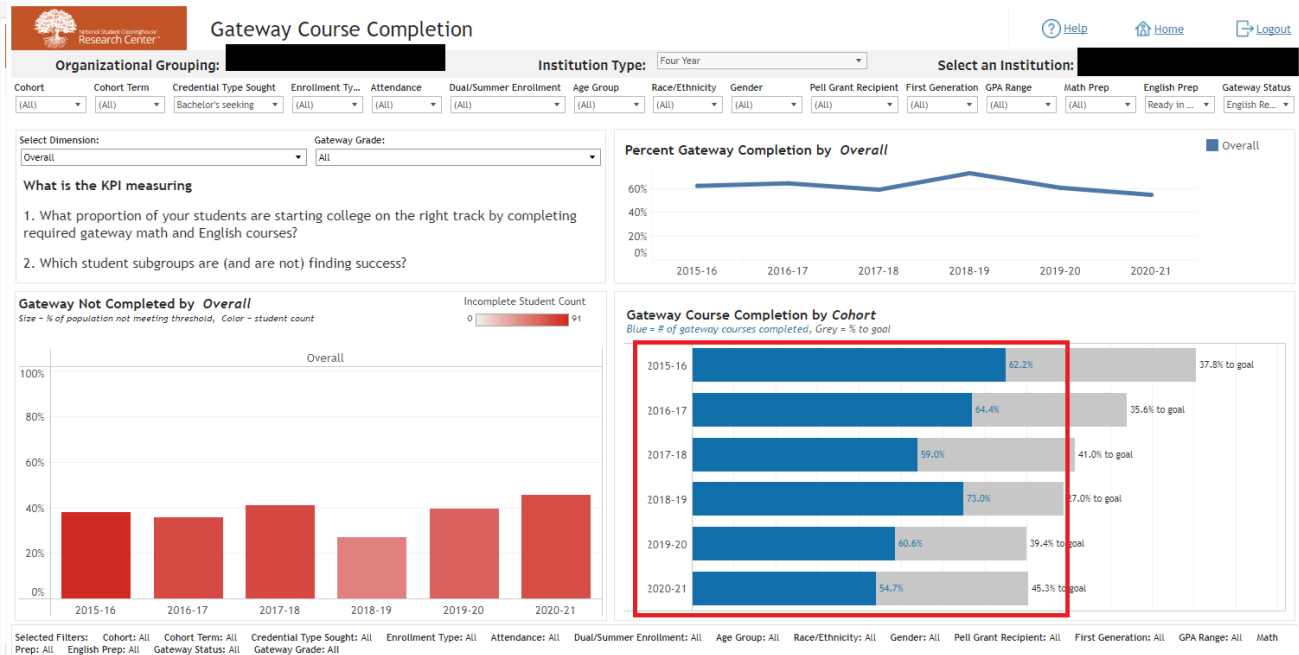 National Student Clearinghouse®
Research Center™
Gateway Course Completion
Help
Home
Logout
Organizational Grouping:
Institution Type:
Four Year
Select an Institution:
Cohort
Cohort Term
Credential Type Sought
Enrollment Ty...
Attendance
Dual/Summer Enrollment
Age Group
Race/Ethnicity
Gender
Pell Grant Recipient
First Generation
GPA Range
Math Prep
English Prep
Gateway Status
(All)
(All)
Bachelor's seeking
(All)
(All)
(All)
(All)
(All)
(All)
(All)
(All)
(All)
(All)
Ready in ...
English Re...
Select Dimension:
Gateway Grade:
Overall
All
What is the KPI measuring
1. What proportion of your students are starting college on the right track by completing
required gateway math and English courses?
2. Which student subgroups are (and are not) finding success?
Percent Gateway Completion by Overall
Overall
60%
40%
20%
0%
2015-16
2016-17
2017-18
2018-19
2019-20
2020-21
Gateway Not Completed by Overall
Size - % of population not meeting threshold, Color - student count
Incomplete Student Count
0
91
Overall
100%
80%
60%
40%
20%
0%
2015-16
2016-17
2017-18
2018-19
2019-20
2020-21
Gateway Course Completion by Cohort
Blue = # of gateway courses completed, Grey = % to goal
2015-16 62.2% 37.8% to goal
2016-17 64.4% 35.6% to goal
2017-18 59.0% 41.0% to goal
2018-19 73.0% 27.0% to goal
2019-20 60.6% 39.4% to goal
2020-21 54.7% 45.3% to goal
Selected Filters: Cohort: All Cohort Term: All Credential Type Sought: All Enrollment Type: All Attendance: All Dual/Summer Enrollment: All Age Group: All Race/Ethnicity: All Gender: All Pell Grant Recipient: All First Generation: All GPA Range: All Math
Prep: All English Prep: All Gateway Status: All Gateway Grade: All